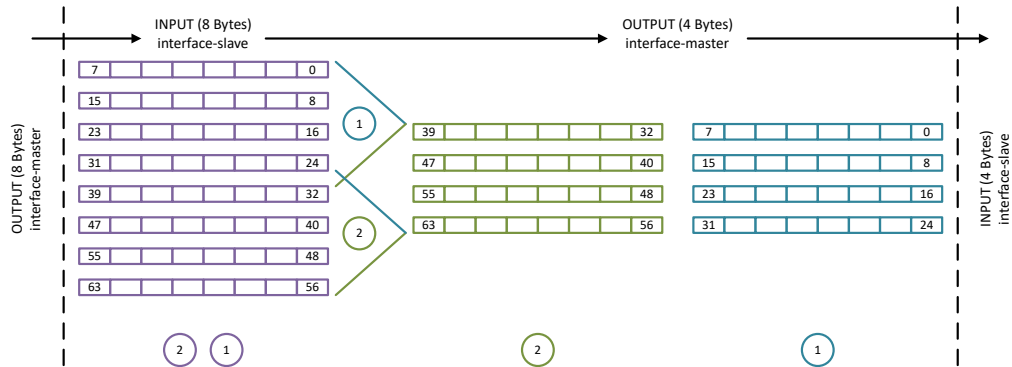 INPUT (8 Bytes)
interface-slave
OUTPUT (4 Bytes)
interface-master
OUTPUT (8 Bytes)
interface-master
7 0
15 8
23 16
31 24
39 32
47 40
55 48
63 56
1
2
39 32
47 40
55 48
63 56
7 0
15 8
23 16
31 24
INPUT (4 Bytes)
interface-slave
2 1
2
1